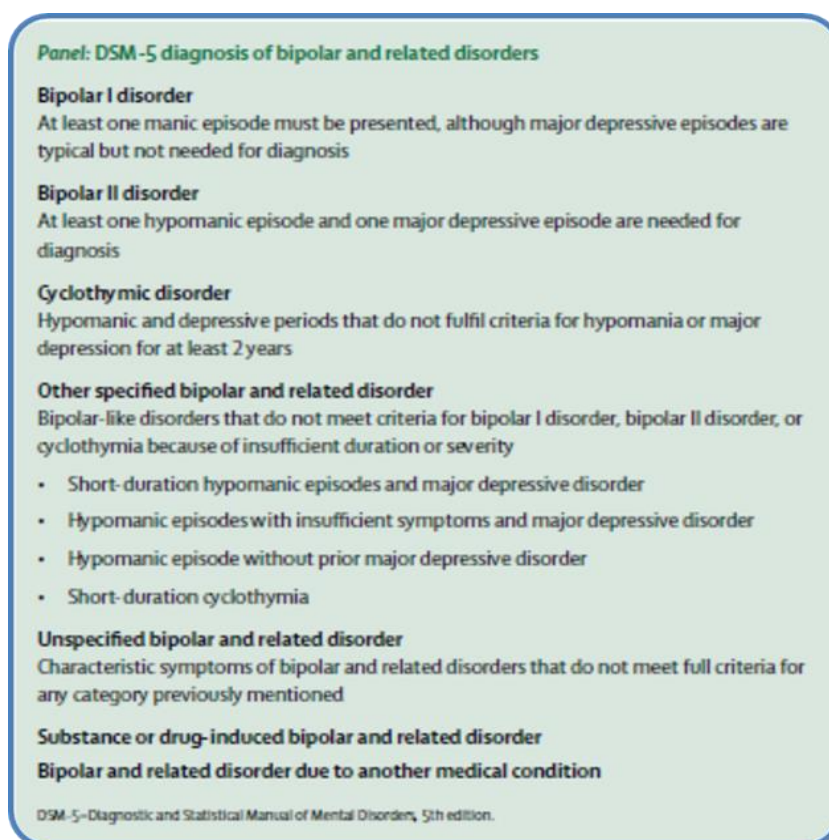 Panel: DSM-5 diagnosis of bipolar and related disorders
Bipolar I disorder
At least one manic episode must be presented, although major depressive episodes are
typical but not needed for diagnosis
Bipolar II disorder
At least one hypomanic episode and one major depressive episode are needed for
diagnosis
Cyclothymic disorder
Hypomanic and depressive periods that do not fulfil criteria for hypomania or major
depression for at least 2 years
Other specified bipolar and related disorder
Bipolar-like disorders that do not meet criteria for bipolar I disorder, bipolar II disorder, or
cyclothymia because of insufficient duration or severity
• Short-duration hypomanic episodes and major depressive disorder
• Hypomanic episodes with insufficient symptoms and major depressive disorder
• Hypomanic episode without prior major depressive disorder
• Short-duration cyclothymia
Unspecified bipolar and related disorder
Characteristic symptoms of bipolar and related disorders that do not meet full criteria for
any category previously mentioned
Substance or drug-induced bipolar and related disorder
Bipolar and related disorder due to another medical condition
DSM-5=Diagnostic and Statistical Manual of Mental Disorders, 5th edition.